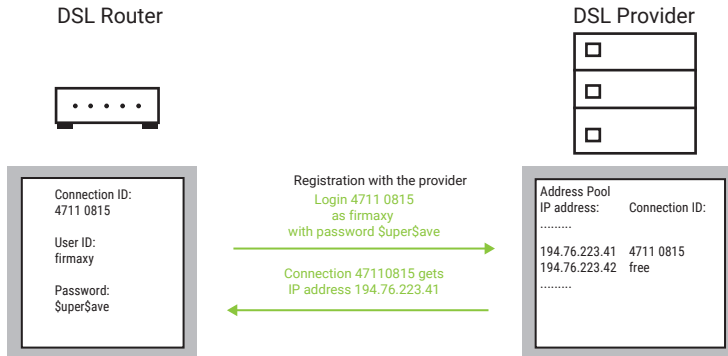 DSL Router
DSL Provider
Connection ID:
4711 0815
User ID:
firmaxy
Password:
$uper$ave
Registration with the provider
Login 4711 0815
as firmaxy
with password $uper$ave
Connection 47110815 gets
IP address 194.76.223.41
Address Pool
IP address: Connection ID:
.........
194.76.223.41 4711 0815
194.76.223.42 free
.........